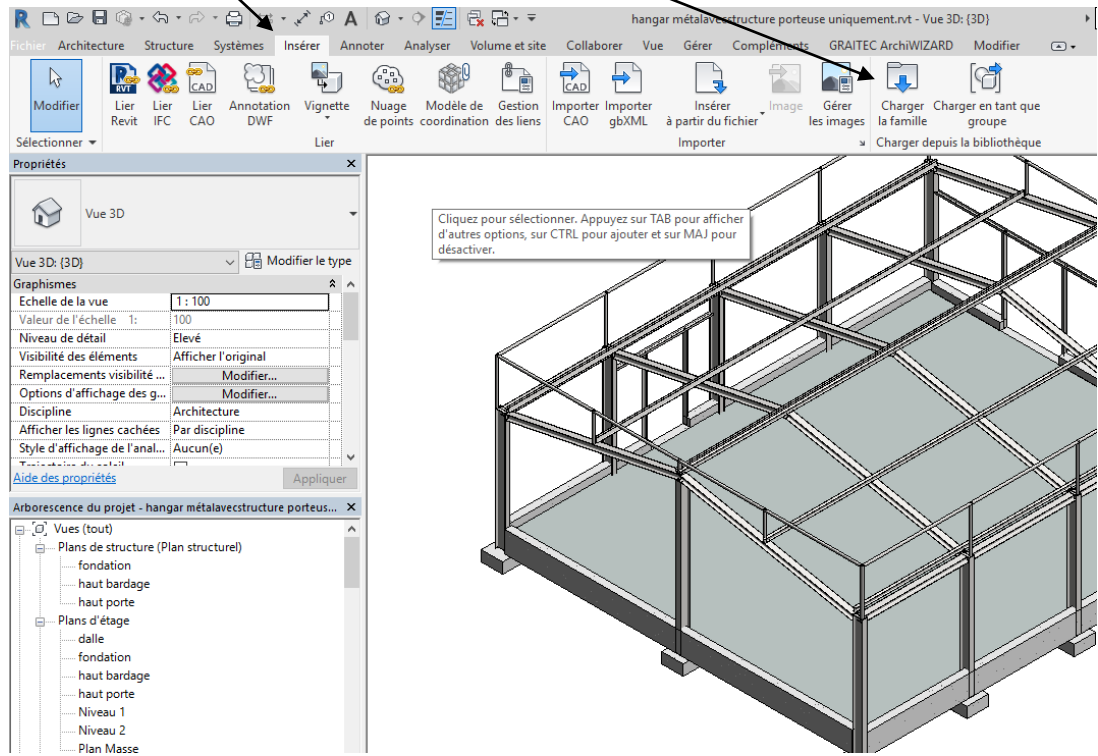 R A hangar métalavecstructure porteuse uniquement.rvt - Vue 3D: {3D}
Fichier Architecture Structure Systèmes Insérer Annoter Analyser Volume et site Collaborer Vue Gérer Compléments GRAITEC ArchiWIZARD Modifier
RVT CAD CAD
Modifier Lier Lier Lier Annotation Vignette Nuage Modèle de Gestion Importer Importer Insérer Image Gérer Charger Charger en tant que
Revit IFC CAO DWF de points coordination des liens CAO gbXML à partir du fichier les images la famille groupe
Sélectionner Lier Importer Charger depuis la bibliothèque
Propriétés
Vue 3D
Vue 3D: {3D} Modifier le type
Graphismes
Echelle de la vue 1 : 100
Valeur de l'échelle 1: 100
Niveau de détail Elevé
Visibilité des éléments Afficher l'original
Remplacements visibilité ... Modifier...
Options d'affichage des g... Modifier...
Discipline Architecture
Afficher les lignes cachées Par discipline
Style d'affichage de l'anal... Aucun(e)
Aide des propriétés Appliquer
Cliquez pour sélectionner. Appuyez sur TAB pour afficher
d'autres options, sur CTRL pour ajouter et sur MAJ pour
désactiver.
Arborescence du projet - hangar métalavecstructure porteus...
Vues (tout)
Plans de structure (Plan structurel)
fondation
haut bardage
haut porte
Plans d'étage
dalle
fondation
haut bardage
haut porte
Niveau 1
Niveau 2
Plan Masse